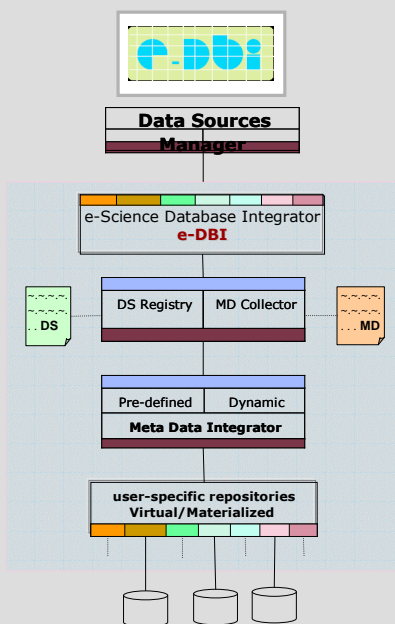 e.Dbi
Data Sources
Manager
e-Science Database Integrator
e-DBI
DS Registry
MD Collector
~.~.~.~.
~.~.~.~.
. . DS
~.~.~.~.
~.~.~.~.
. . . MD
Pre-defined
Dynamic
Meta Data Integrator
user-specific repositories
Virtual/Materialized